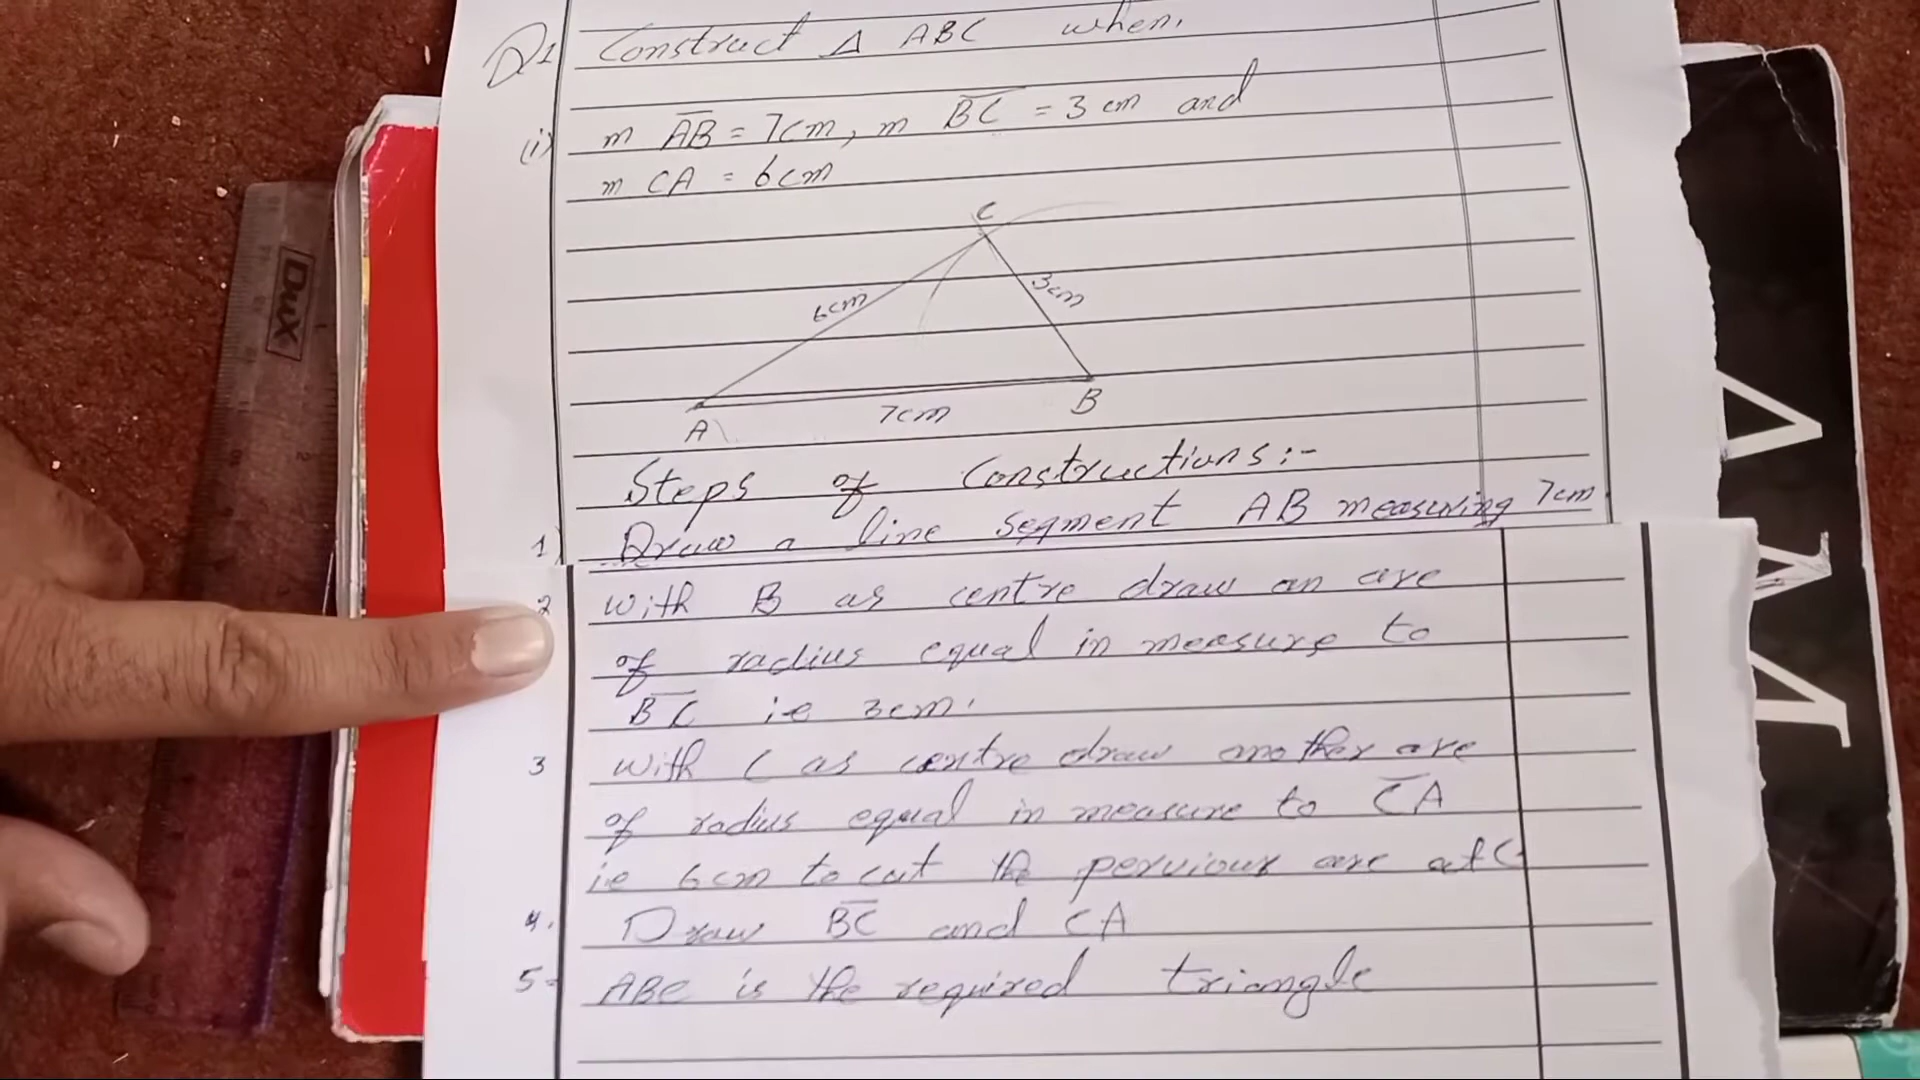 Q1 Construct Δ ABC when,
(i) m AB = 7cm, m BC = 3 cm and
m CA = 6cm
C
6cm
3cm
A
7cm
B
Steps of Constructions:-
1) Draw a line segment AB measuring 7cm
2 with B as centre draw an arc
of radius equal in measure to
BC i.e 3cm.
3 with C as centre draw another arc
of radius equal in measure to CA
i.e 6cm to cut the pervious arc at C
4. Draw BC and CA
5- ABC is the required triangle
Dux